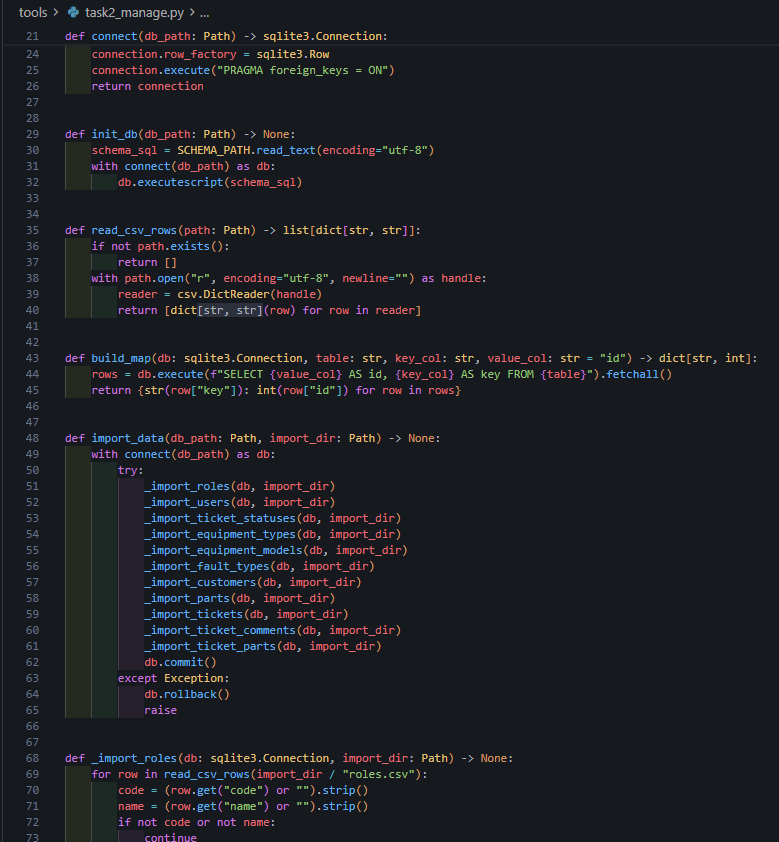 tools > task2_manage.py > ...
21 def connect(db_path: Path) -> sqlite3.Connection:
24 connection.row_factory = sqlite3.Row
25 connection.execute("PRAGMA foreign_keys = ON")
26 return connection
27
28
29 def init_db(db_path: Path) -> None:
30 schema_sql = SCHEMA_PATH.read_text(encoding="utf-8")
31 with connect(db_path) as db:
32 db.executescript(schema_sql)
33
34
35 def read_csv_rows(path: Path) -> list[dict[str, str]]:
36 if not path.exists():
37 return []
38 with path.open("r", encoding="utf-8", newline="") as handle:
39 reader = csv.DictReader(handle)
40 return [dict[str, str](row) for row in reader]
41
42
43 def build_map(db: sqlite3.Connection, table: str, key_col: str, value_col: str = "id") -> dict[str, int]:
44 rows = db.execute(f"SELECT {value_col} AS id, {key_col} AS key FROM {table}").fetchall()
45 return {str(row["key"]): int(row["id"]) for row in rows}
46
47
48 def import_data(db_path: Path, import_dir: Path) -> None:
49 with connect(db_path) as db:
50 try:
51 _import_roles(db, import_dir)
52 _import_users(db, import_dir)
53 _import_ticket_statuses(db, import_dir)
54 _import_equipment_types(db, import_dir)
55 _import_equipment_models(db, import_dir)
56 _import_fault_types(db, import_dir)
57 _import_customers(db, import_dir)
58 _import_parts(db, import_dir)
59 _import_tickets(db, import_dir)
60 _import_ticket_comments(db, import_dir)
61 _import_ticket_parts(db, import_dir)
62 db.commit()
63 except Exception:
64 db.rollback()
65 raise
66
67
68 def _import_roles(db: sqlite3.Connection, import_dir: Path) -> None:
69 for row in read_csv_rows(import_dir / "roles.csv"):
70 code = (row.get("code") or "").strip()
71 name = (row.get("name") or "").strip()
72 if not code or not name:
73 continue